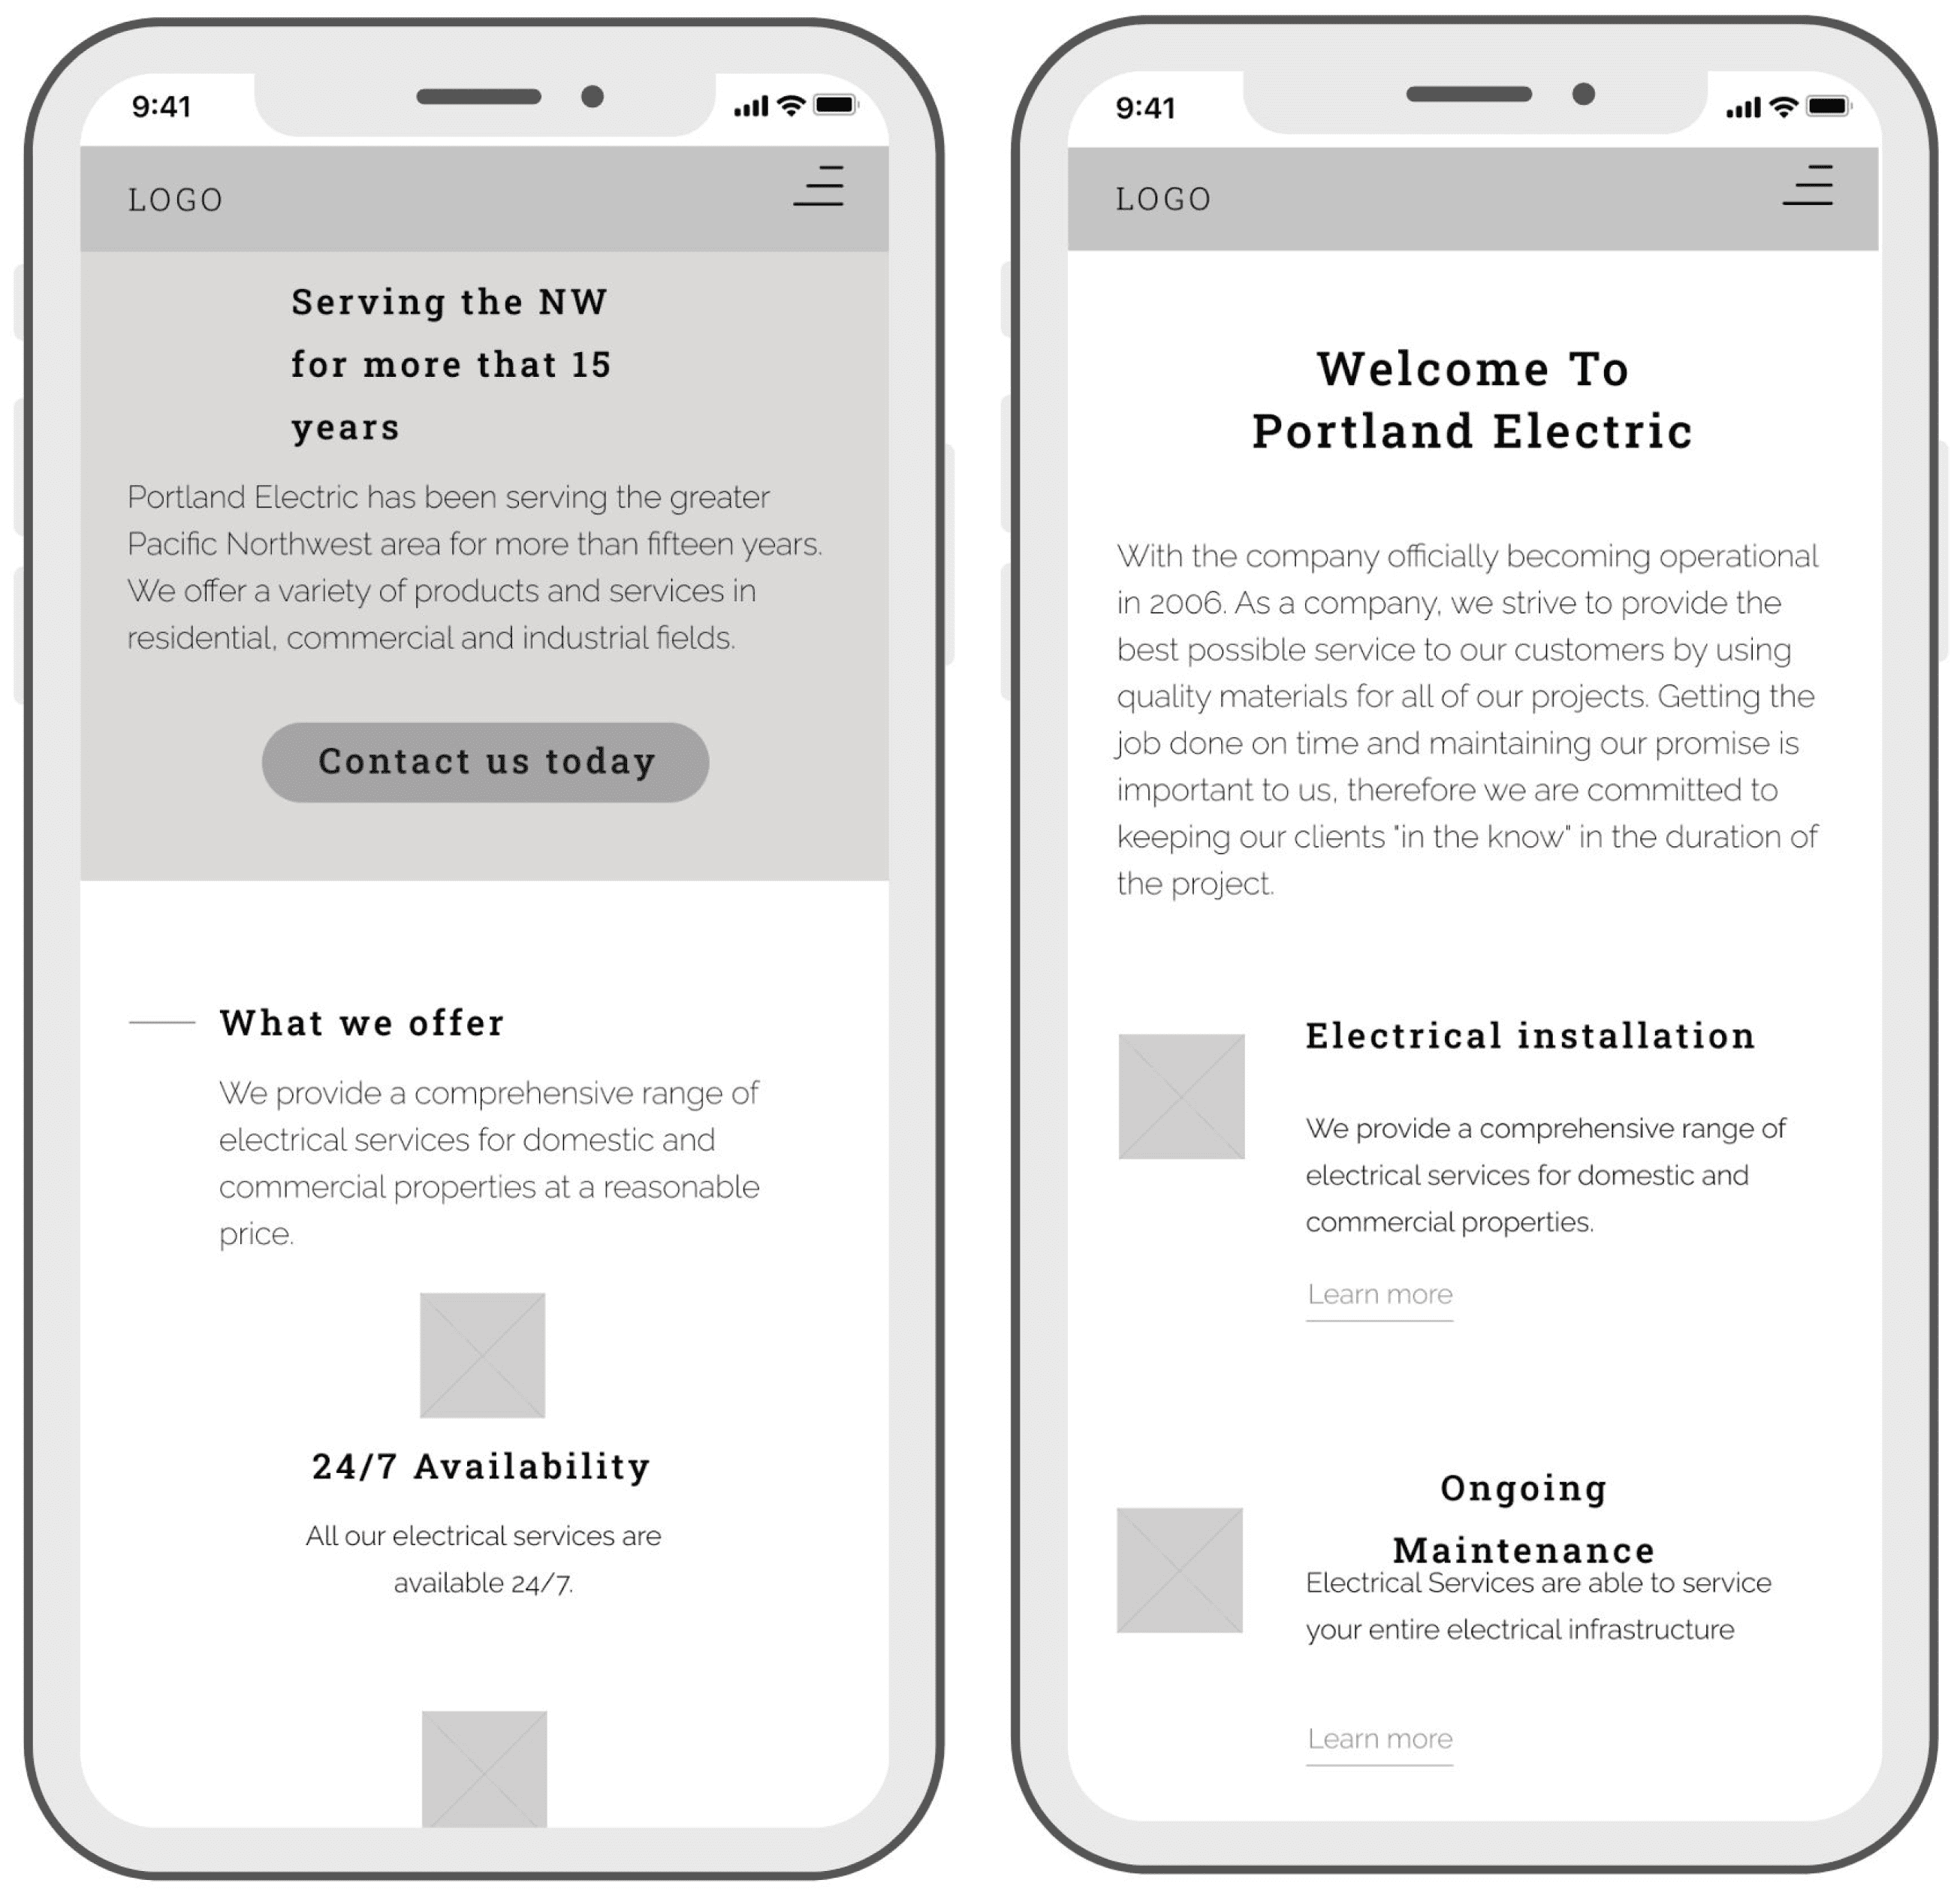 9:41
LOGO
Serving the NW
for more that 15
years
Portland Electric has been serving the greater
Pacific Northwest area for more than fifteen years.
We offer a variety of products and services in
residential, commercial and industrial fields.
Contact us today
What we offer
We provide a comprehensive range of
electrical services for domestic and
commercial properties at a reasonable
price.
24/7 Availability
All our electrical services are
available 24/7.
9:41
LOGO
Welcome To
Portland Electric
With the company officially becoming operational
in 2006. As a company, we strive to provide the
best possible service to our customers by using
quality materials for all of our projects. Getting the
job done on time and maintaining our promise is
important to us, therefore we are committed to
keeping our clients "in the know" in the duration of
the project.
Electrical installation
We provide a comprehensive range of
electrical services for domestic and
commercial properties.
Learn more
Ongoing
Maintenance
Electrical Services are able to service
your entire electrical infrastructure
Learn more